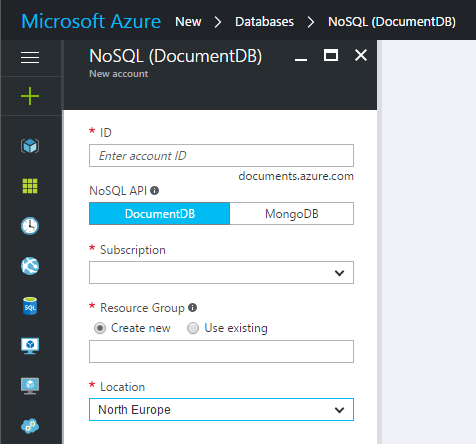 Microsoft Azure New > Databases > NoSQL (DocumentDB)
NoSQL (DocumentDB)
New account
* ID
Enter account ID
documents.azure.com
NoSQL API
DocumentDB MongoDB
* Subscription
* Resource Group
Create new Use existing
* Location
North Europe
SQL